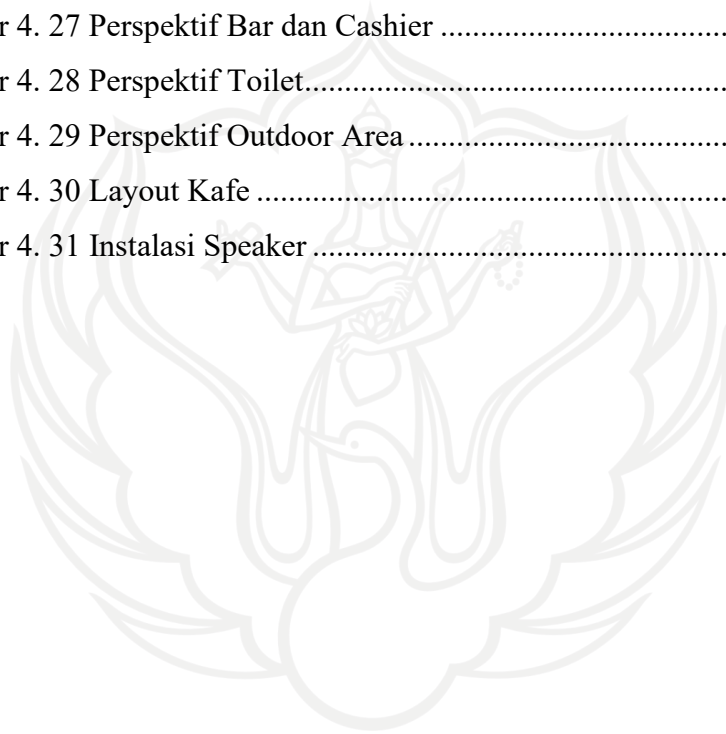 r 4. 27 Perspektif Bar dan Cashier ......................................
r 4. 28 Perspektif Toilet.......................................................
r 4. 29 Perspektif Outdoor Area ..........................................
r 4. 30 Layout Kafe ............................................................
r 4. 31 Instalasi Speaker .....................................................